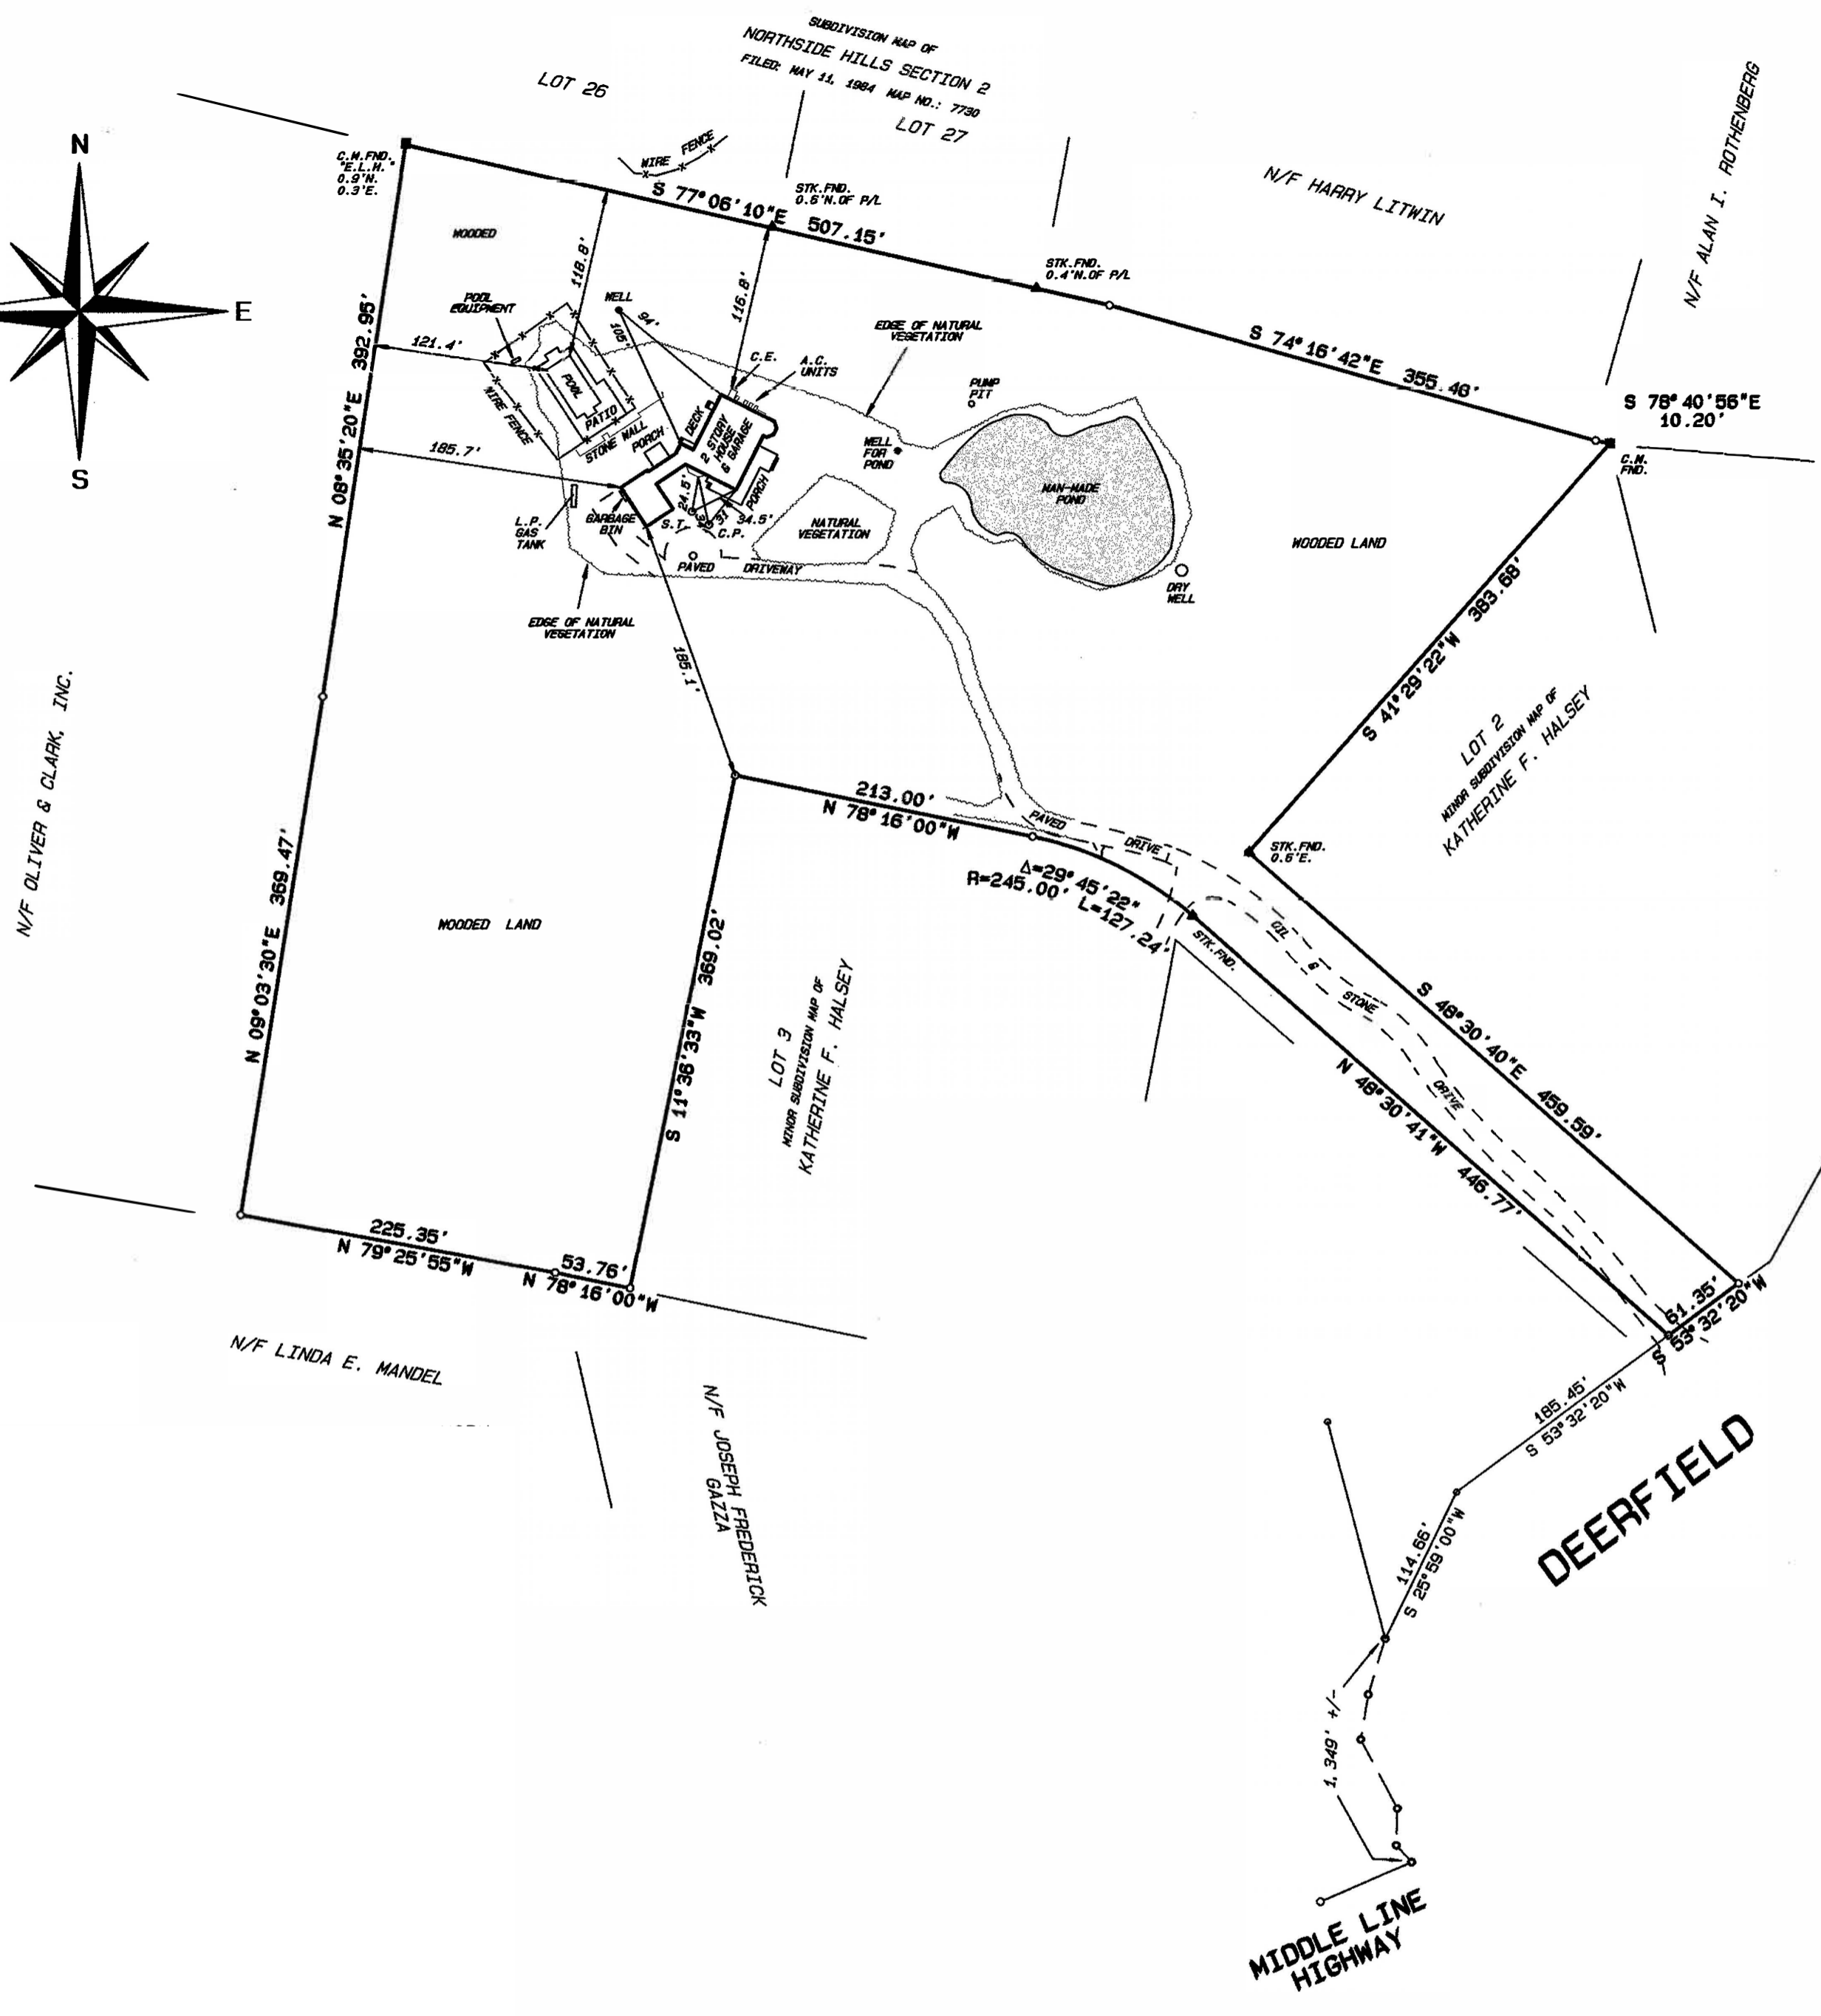 SUBDIVISION MAP OF
NORTHSIDE HILLS SECTION 2
FILED: MAY 11, 1984 MAP NO.: 7730
LOT 26
LOT 27
N/F HARRY LITWIN
N/F ALAN I. ROTHENBERG
N
E
S
C.M.FND.
"E.L.H."
0.9'N.
0.3'E.
WIRE FENCE
STK.FND.
0.5'N.OF P/L
S 77°06'10"E 507.15'
STK.FND.
0.4'N.OF P/L
S 74°16'42"E 355.46'
S 78°40'56"E
10.20'
C.M.
FND.
WOODED
118.8'
116.8'
N 08°35'20"E 392.95'
121.4'
185.7'
POOL
EQUIPMENT
WELL
94'
105'
POOL
PATIO
WIRE FENCE
STONE WALL
PORCH
DECK
C.E.
A.C.
UNITS
2 STORY
HOUSE
& GARAGE
PORCH
EDGE OF NATURAL
VEGETATION
PUMP
PIT
WELL
FOR
POND
MAN-MADE
POND
WOODED LAND
DRY
WELL
L.P.
GAS
TANK
GARBAGE
BIN
24.5'
31'
34.5'
S.T.
C.P.
NATURAL
VEGETATION
PAVED DRIVEWAY
EDGE OF NATURAL
VEGETATION
185.1'
S 41°29'22"W 383.68'
LOT 2
MINOR SUBDIVISION MAP OF
KATHERINE F. HALSEY
N/F OLIVER & CLARK, INC.
213.00'
N 78°16'00"W
PAVED DRIVE
STK.FND.
0.6'E.
Δ=29°45'22"
R=245.00' L=127.24'
STK.FND.
OIL & STONE DRIVE
N 09°03'30"E 369.47'
WOODED LAND
S 11°36'33"W 369.02'
LOT 3
MINOR SUBDIVISION MAP OF
KATHERINE F. HALSEY
S 48°30'40"E 459.59'
N 48°30'41"W 446.77'
225.35'
N 79°25'55"W
53.76'
N 78°16'00"W
61.35'
S 53°32'20"W
N/F LINDA E. MANDEL
N/F JOSEPH FREDERICK
GAZZA
185.45'
S 53°32'20"W
DEERFIELD
114.66'
S 25°59'00"W
1,349' +/-
MIDDLE LINE
HIGHWAY